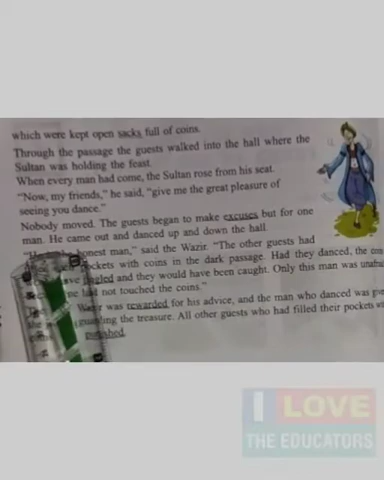 which were kept open sacks full of coins.
Through the passage the guests walked into the hall where the
Sultan was holding the feast.
When every man had come, the Sultan rose from his seat.
"Now, my friends," he said, "give me the great pleasure of
seeing you dance."
Nobody moved. The guests began to make excuses but for one
man. He came out and danced up and down the hall.
honest man," said the Wazir. "The other guests had
pockets with coins in the dark passage. Had they danced, the
jingled and they would have been caught. Only this man was
not touched the coins."
was rewarded for his advice, and the man who danced was
the treasure. All other guests who had filled their pockets
punished.
I LOVE
THE EDUCATORS